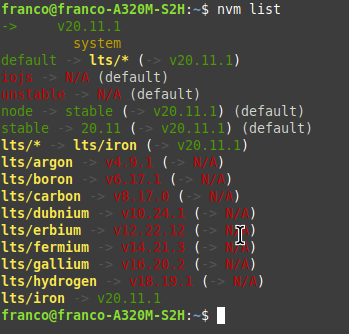 franco@franco-A320M-S2H:~$ nvm list
->     v20.11.1
         system
default -> lts/* (-> v20.11.1)
iojs -> N/A (default)
unstable -> N/A (default)
node -> stable (-> v20.11.1) (default)
stable -> 20.11 (-> v20.11.1) (default)
lts/* -> lts/iron (-> v20.11.1)
lts/argon -> v4.9.1 (-> N/A)
lts/boron -> v6.17.1 (-> N/A)
lts/carbon -> v8.17.0 (-> N/A)
lts/dubnium -> v10.24.1 (-> N/A)
lts/erbium -> v12.22.12 (-> N/A)
lts/fermium -> v14.21.3 (-> N/A)
lts/gallium -> v16.20.2 (-> N/A)
lts/hydrogen -> v18.19.1 (-> N/A)
lts/iron -> v20.11.1
franco@franco-A320M-S2H:~$